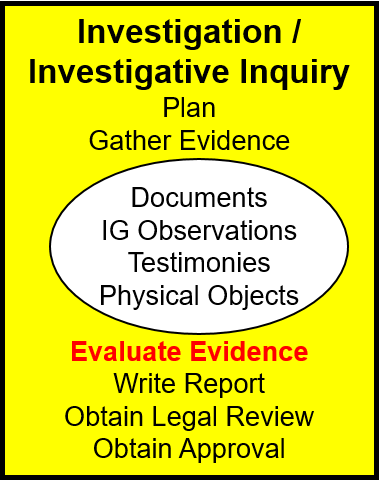 Investigation /
Investigative Inquiry
Plan
Gather Evidence
Documents
IG Observations
Testimonies
Physical Objects
Evaluate Evidence
Write Report
Obtain Legal Review
Obtain Approval